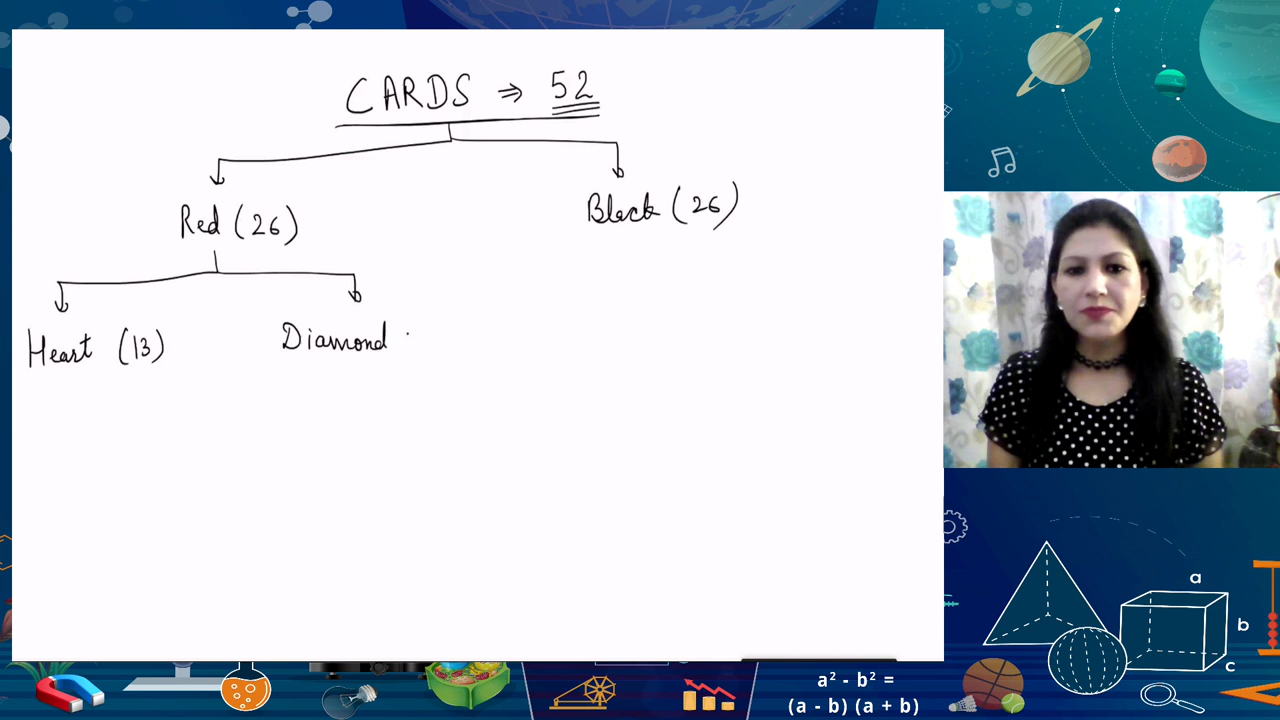 CARDS ⇒ 52
Red (26)
Black (26)
Heart (13)
Diamond
a
b
c
a² - b² =
(a - b) (a + b)